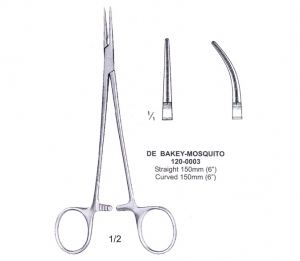 1/1
DE BAKEY-MOSQUITO
120-0003
Straight 150mm (6")
Curved 150mm (6")
1/2